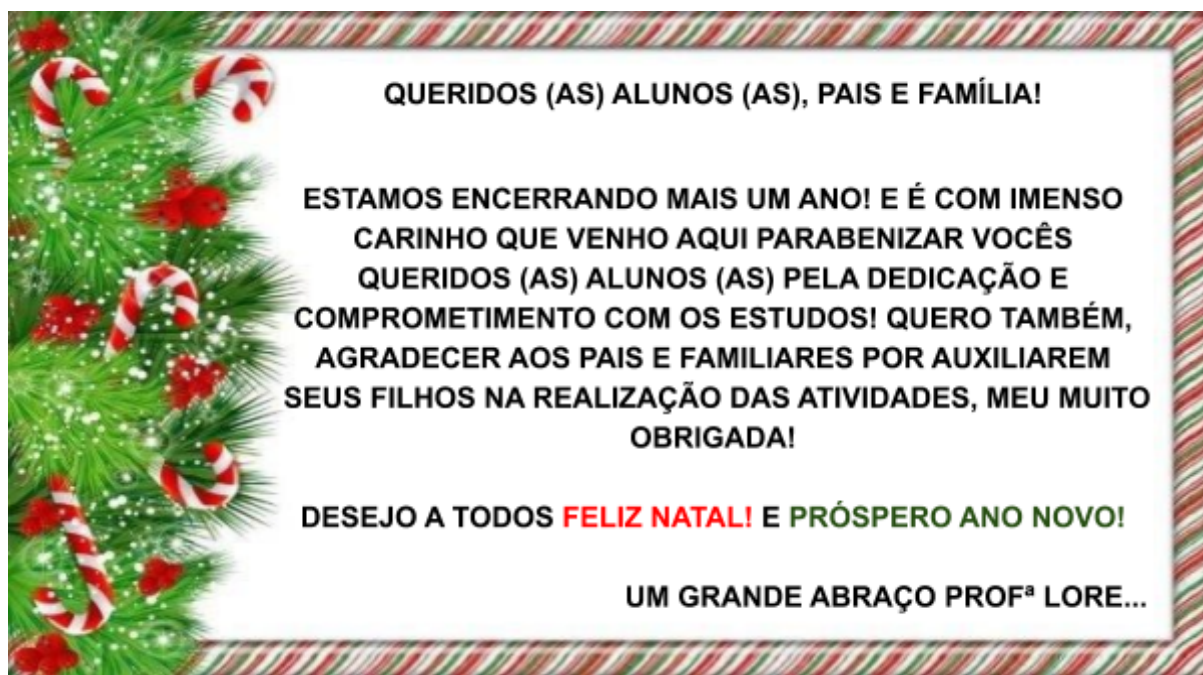 QUERIDOS (AS) ALUNOS (AS), PAIS E FAMÍLIA!
ESTAMOS ENCERRANDO MAIS UM ANO! E É COM IMENSO
CARINHO QUE VENHO AQUI PARABENIZAR VOCÊS
QUERIDOS (AS) ALUNOS (AS) PELA DEDICAÇÃO E
COMPROMETIMENTO COM OS ESTUDOS! QUERO TAMBÉM,
AGRADECER AOS PAIS E FAMILIARES POR AUXILIAREM
SEUS FILHOS NA REALIZAÇÃO DAS ATIVIDADES, MEU MUITO
OBRIGADA!
DESEJO A TODOS FELIZ NATAL! E PRÓSPERO ANO NOVO!
UM GRANDE ABRAÇO PROFª LORE...